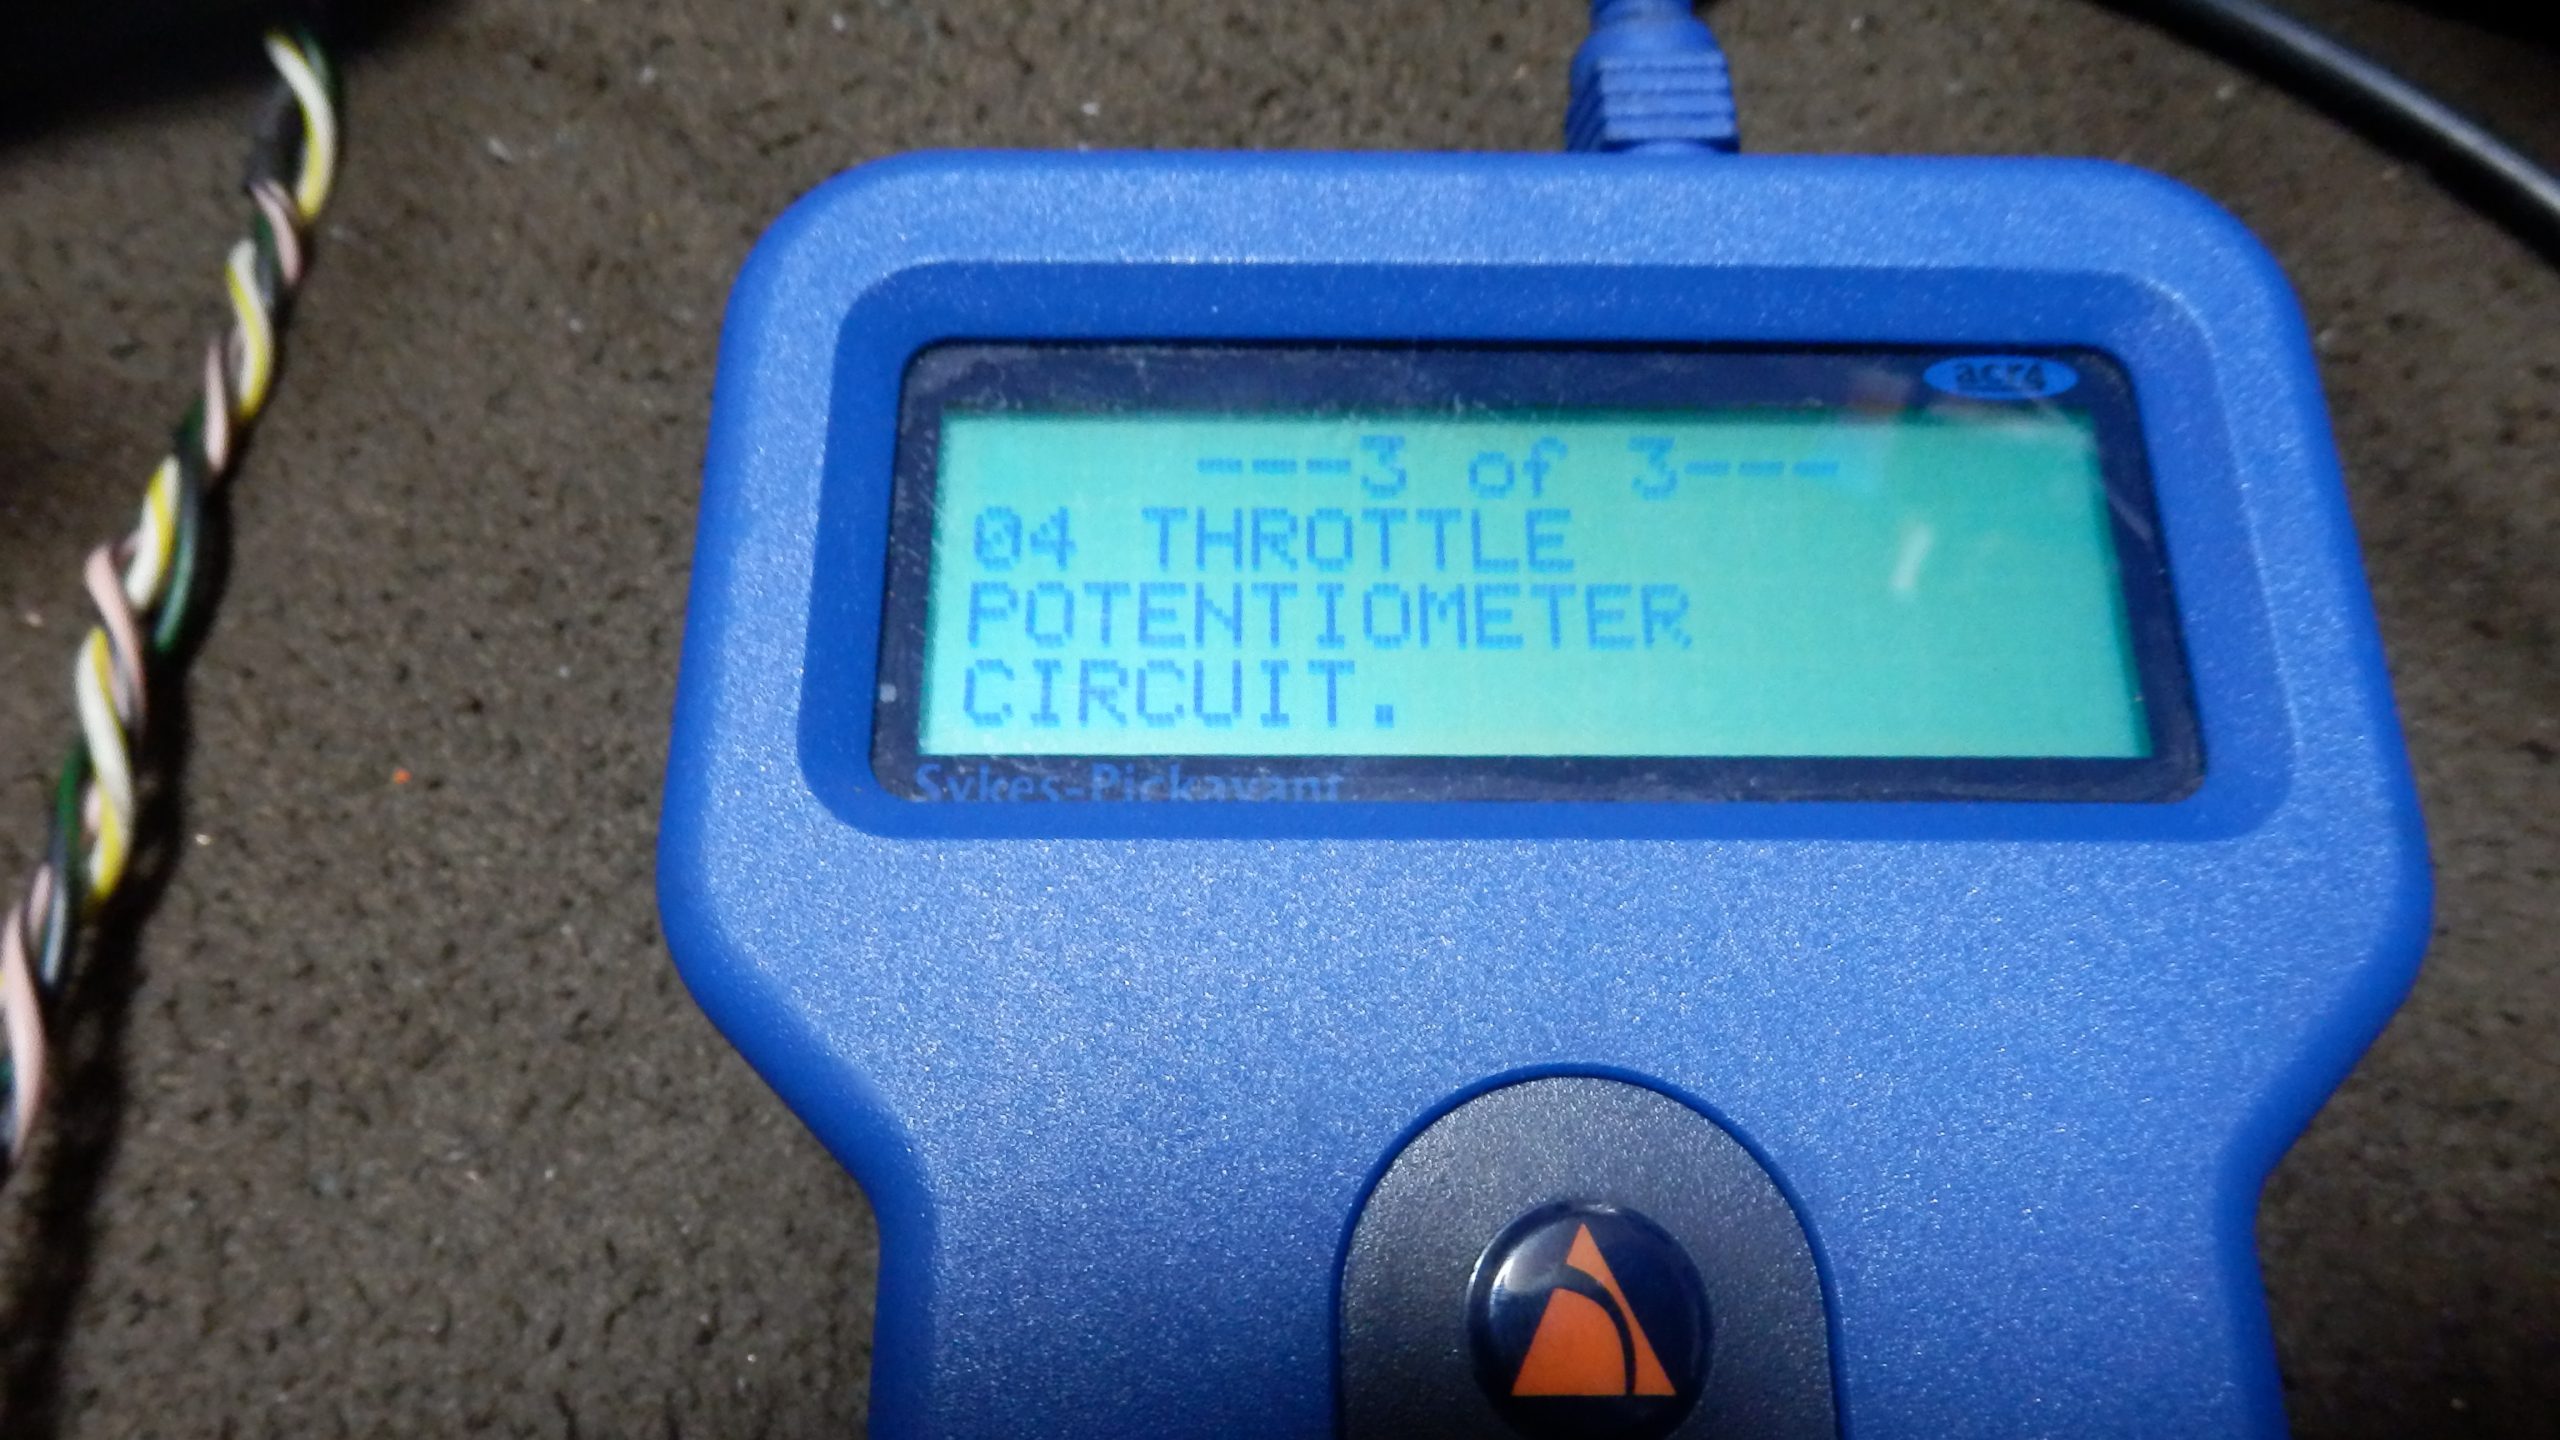 acr4
---3 of 3---
04 THROTTLE
POTENTIOMETER
CIRCUIT.
Sykes-Pickavant